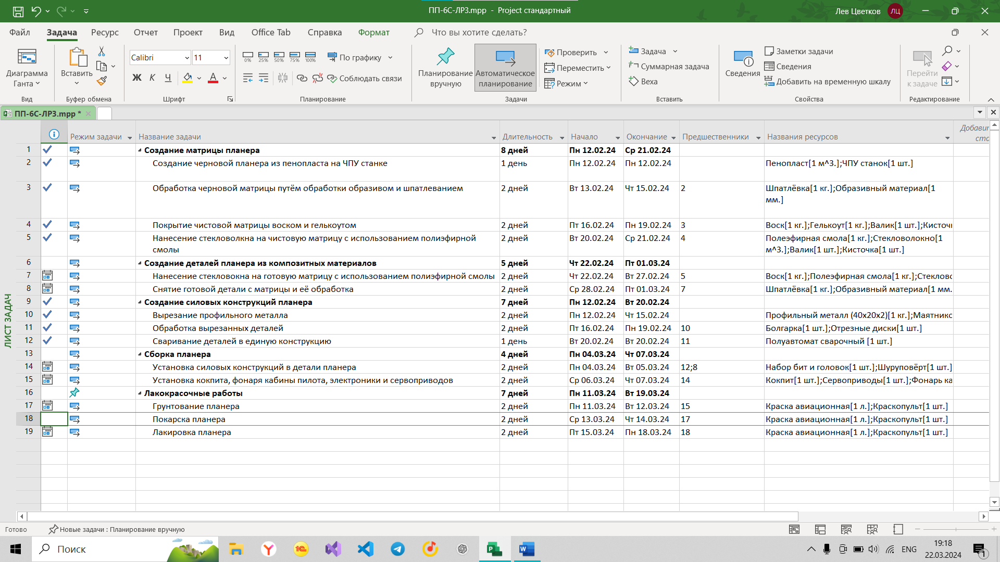 ПП-6С-ЛР3.mpp - Project стандартный
Лев Цветков ЛЦ
Файл Задача Ресурс Отчет Проект Вид Office Tab Справка Формат Что вы хотите сделать?
Диаграмма Ганта
Вид
Вставить
Буфер обмена
Calibri 11
Ж К Ч А
Шрифт
0% 25% 50% 75% 100% По графику
Соблюдать связи
Планирование
Планирование вручную
Автоматическое планирование
Проверить
Переместить
Режим
Задачи
Задача
Суммарная задача
Веха
Вставить
Сведения
Заметки задачи
Сведения
Добавить на временную шкалу
Свойства
Перейти к задаче
Редактирование
ПП-6С-ЛР3.mpp *
Режим задачи Название задачи Длительность Начало Окончание Предшественники Названия ресурсов
1 Создание матрицы планера 8 дней Пн 12.02.24 Ср 21.02.24
2 Создание черновой планера из пенопласта на ЧПУ станке 1 день Пн 12.02.24 Пн 12.02.24 Пенопласт[1 м^3.];ЧПУ станок[1 шт.]
3 Обработка черновой матрицы путём обработки образивом и шпатлеванием 2 дней Вт 13.02.24 Чт 15.02.24 2 Шпатлёвка[1 кг.];Образивный материал[1
мм.]
4 Покрытие чистовой матрицы воском и гелькоутом 2 дней Пт 16.02.24 Пн 19.02.24 3 Воск[1 кг.];Гелькоут[1 кг.];Валик[1 шт.];Кисточ
5 Нанесение стекловолкна на чистовую матрицу с использованием полиэфирной 2 дней Вт 20.02.24 Ср 21.02.24 4 Полеэфирная смола[1 кг.];Стекловолокно[1
смолы м^3.];Валик[1 шт.];Кисточка[1 шт.]
6 Создание деталей планера из композитных материалов 5 дней Чт 22.02.24 Пт 01.03.24
7 Нанесение стекловокна на готовую матрицу с использованием полиэфирной смолы 2 дней Чт 22.02.24 Вт 27.02.24 5 Воск[1 кг.];Полеэфирная смола[1 кг.];Стеклово
8 Снятие готовой детали с матрицы и её обработка 2 дней Ср 28.02.24 Пт 01.03.24 7 Шпатлёвка[1 кг.];Образивный материал[1 мм.
9 Создание силовых конструкций планера 7 дней Пн 12.02.24 Вт 20.02.24
10 Вырезание профильного металла 2 дней Пн 12.02.24 Чт 15.02.24 Профильный металл (40х20х2)[1 кг.];Маятникс
11 Обработка вырезанных деталей 2 дней Пт 16.02.24 Пн 19.02.24 10 Болгарка[1 шт.];Отрезные диски[1 шт.]
12 Сваривание деталей в единую конструкцию 1 день Вт 20.02.24 Вт 20.02.24 11 Полуавтомат сварочный [1 шт.]
13 Сборка планера 4 дней Пн 04.03.24 Чт 07.03.24
14 Установка силовых конструкций в детали планера 2 дней Пн 04.03.24 Вт 05.03.24 12;8 Набор бит и головок[1 шт.];Шуруповёрт[1 шт.]
15 Установка кокпита, фонаря кабины пилота, электроники и сервоприводов 2 дней Ср 06.03.24 Чт 07.03.24 14 Кокпит[1 шт.];Сервоприводы[1 шт.];Фонарь ка
16 Лакокрасочные работы 7 дней Пн 11.03.24 Вт 19.03.24
17 Грунтование планера 2 дней Пн 11.03.24 Вт 12.03.24 15 Краска авиационная[1 л.];Краскопульт[1 шт.]
18 Покарска планера 2 дней Ср 13.03.24 Чт 14.03.24 17 Краска авиационная[1 л.];Краскопульт[1 шт.]
19 Лакировка планера 2 дней Пт 15.03.24 Пн 18.03.24 18 Краска авиационная[1 л.];Краскопульт[1 шт.]
ЛИСТ ЗАДАЧ
Готово Новые задачи : Планирование вручную
Поиск
ENG
19:18
22.03.2024
1